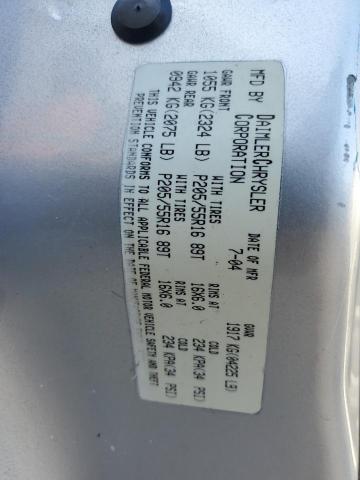 MFD BY DAIMLERCHRYSLER CORPORATION
DATE OF MFR 7-04
GVWR 1917 KG(04225 LB)
GAWR FRONT WITH TIRES RIMS AT COLD
1055 KG(2324 LB) P205/55R16 89T 16X6.0 234 KPA(34 PSI)
GAWR REAR WITH TIRES RIMS AT COLD
0942 KG(2075 LB) P205/55R16 89T 16X6.0 234 KPA(34 PSI)
THIS VEHICLE CONFORMS TO ALL APPLICABLE FEDERAL MOTOR VEHICLE SAFETY AND THEFT
PREVENTION STANDARDS IN EFFECT ON THE DATE OF